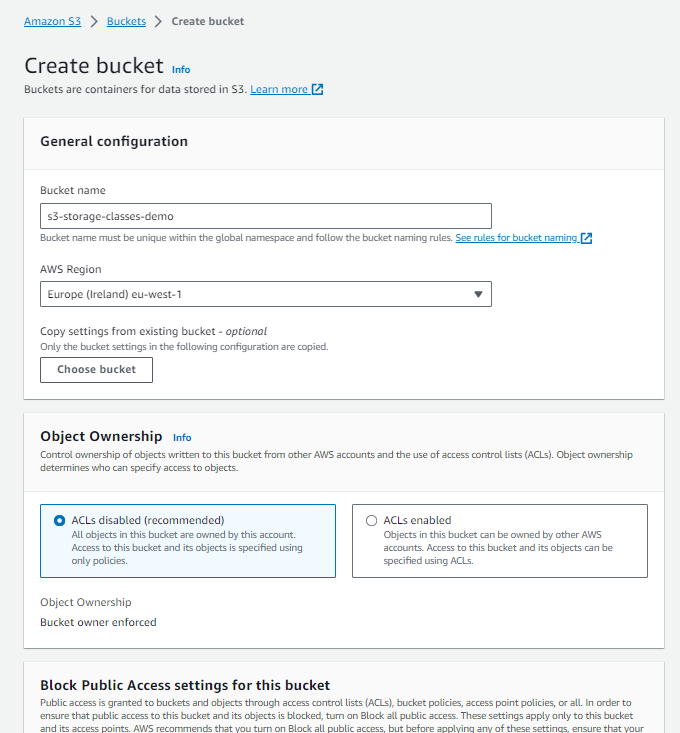 Amazon S3 > Buckets > Create bucket
Create bucket Info
Buckets are containers for data stored in S3. Learn more
General configuration
Bucket name
s3-storage-classes-demo
Bucket name must be unique within the global namespace and follow the bucket naming rules. See rules for bucket naming
AWS Region
Europe (Ireland) eu-west-1
Copy settings from existing bucket - optional
Only the bucket settings in the following configuration are copied.
Choose bucket
Object Ownership Info
Control ownership of objects written to this bucket from other AWS accounts and the use of access control lists (ACLs). Object ownership
determines who can specify access to objects.
ACLs disabled (recommended)
All objects in this bucket are owned by this account.
Access to this bucket and its objects is specified using
only policies.
ACLs enabled
Objects in this bucket can be owned by other AWS
accounts. Access to this bucket and its objects can be
specified using ACLs.
Object Ownership
Bucket owner enforced
Block Public Access settings for this bucket
Public access is granted to buckets and objects through access control lists (ACLs), bucket policies, access point policies, or all. In order to
ensure that public access to this bucket and its objects is blocked, turn on Block all public access. These settings apply only to this bucket
and its access points. AWS recommends that you turn on Block all public access, but before applying any of these settings, ensure that your